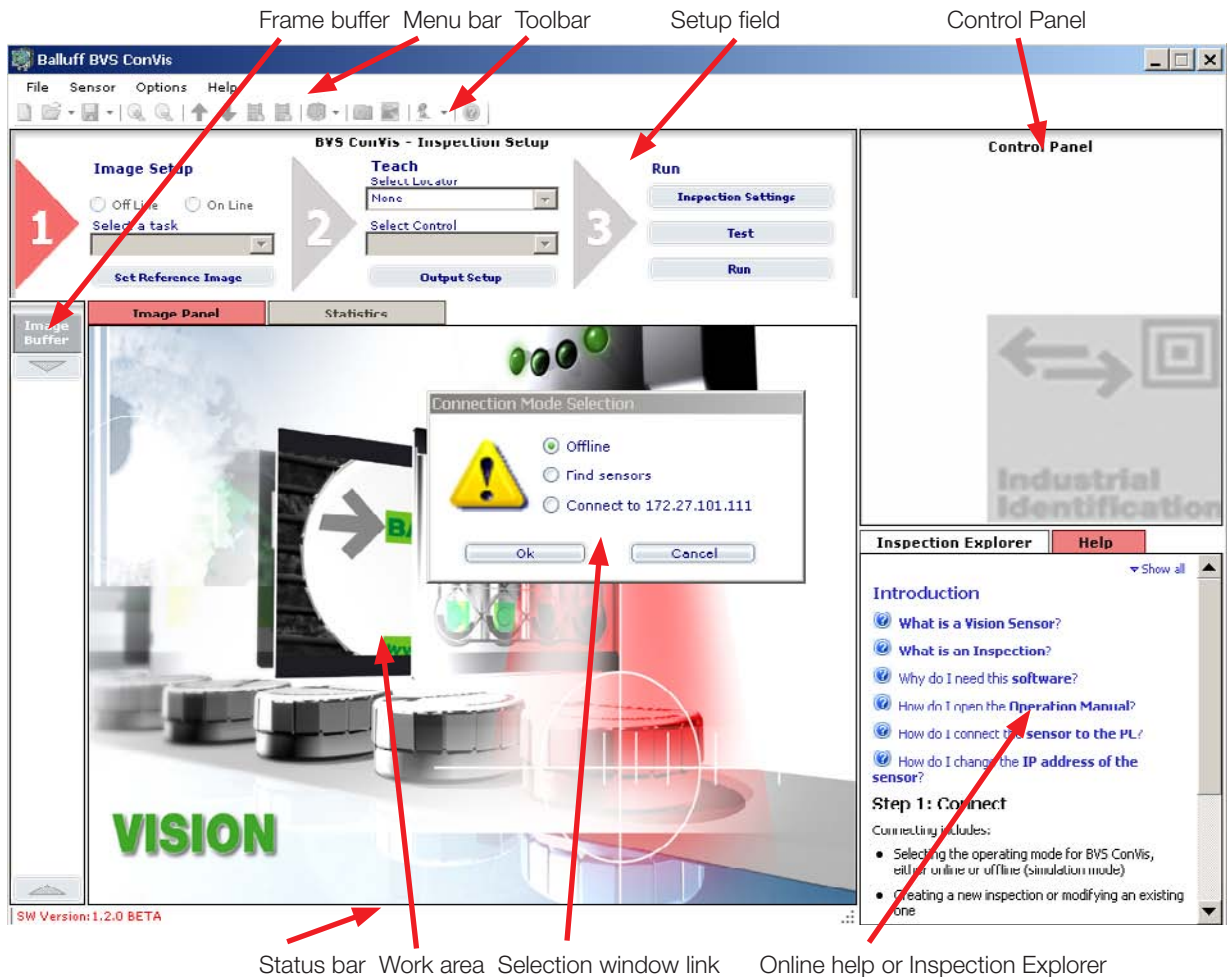 Frame buffer Menu bar Toolbar Setup field Control Panel
Balluff BVS ConVis
File Sensor Options Help
BVS ConVis - Inspection Setup
Image Setup
Off Line On Line
Select a task
Set Reference Image
1
Teach
Select Locator
None
Select Control
Output Setup
2
Run
Inspection Settings
Test
Run
3
Control Panel
Industrial
Identification
Image
Buffer
Image Panel Statistics
Connection Mode Selection
Offline
Find sensors
Connect to 172.27.101.111
Ok Cancel
VISION
Inspection Explorer Help
Show all
Introduction
What is a Vision Sensor?
What is an Inspection?
Why do I need this software?
How do I open the Operation Manual?
How do I connect the sensor to the PC?
How do I change the IP address of the
sensor?
Step 1: Connect
Connecting includes:
• Selecting the operating mode for BVS ConVis,
either online or offline (simulation mode)
• Creating a new inspection or modifying an existing
one
SW Version:1.2.0 BETA
Status bar Work area Selection window link Online help or Inspection Explorer